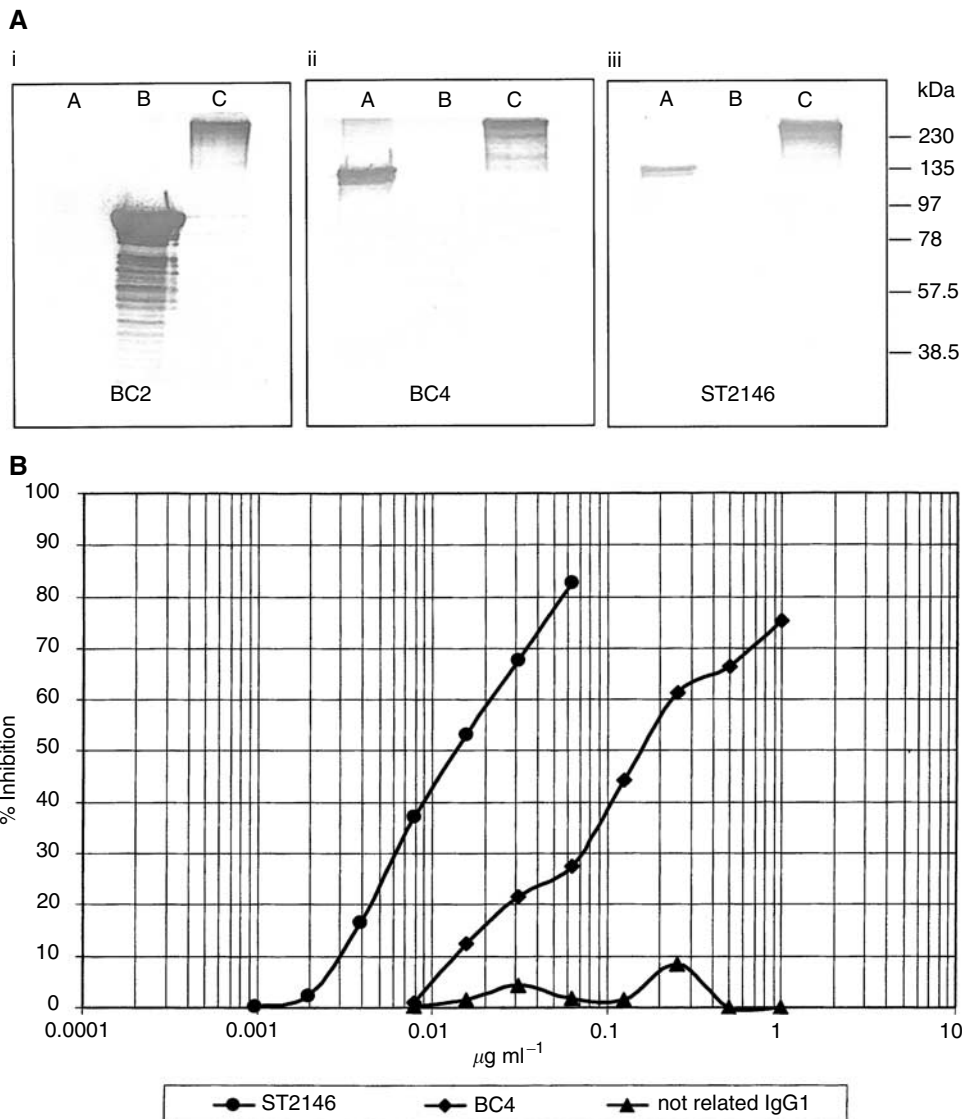 A
i
ii
iii
A B C
A B C
A B C
kDa
230
135
97
78
57.5
38.5
BC2
BC4
ST2146
B
100
90
80
70
60
50
40
30
20
10
0
% Inhibition
0.0001 0.001 0.01 0.1 1 10
μg ml⁻¹
ST2146 BC4 not related IgG1